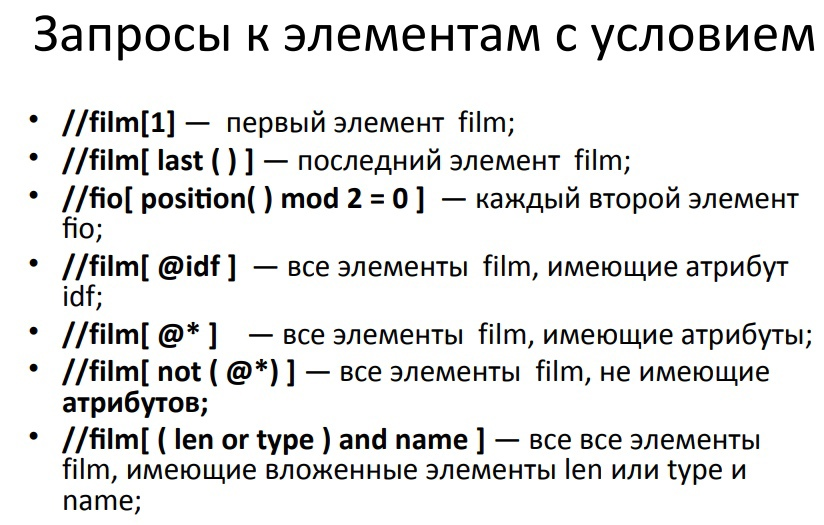 Запросы к элементам с условием
• //film[1] — первый элемент film;
• //film[ last ( ) ] — последний элемент film;
• //fio[ position( ) mod 2 = 0 ] — каждый второй элемент
fio;
• //film[ @idf ] — все элементы film, имеющие атрибут
idf;
• //film[ @* ] — все элементы film, имеющие атрибуты;
• //film[ not ( @*) ] — все элементы film, не имеющие
атрибутов;
• //film[ ( len or type ) and name ] — все все элементы
film, имеющие вложенные элементы len или type и
name;